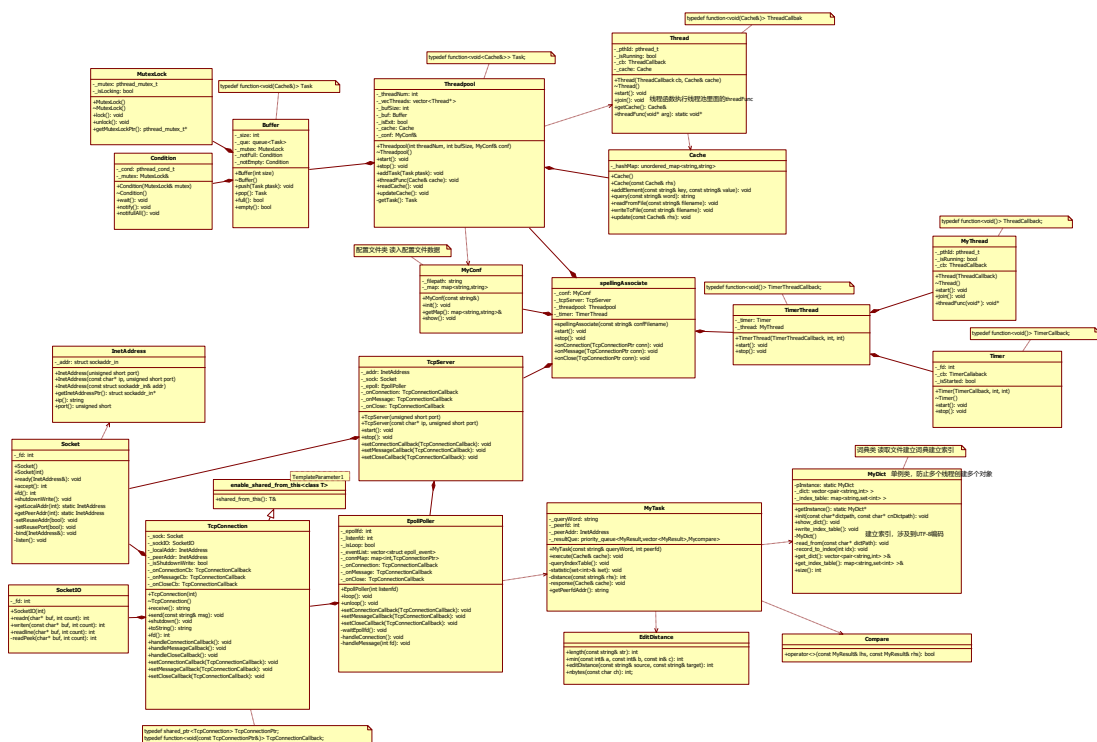 typedef function<void(Cache&)> ThreadCallbak
typedef function<void<Cache&>> Task;
Thread
-_pthId: pthread_t
-_isRunning: bool
-_cb: ThreadCallback
-_cache: Cache
+Thread(ThreadCallback cb, Cache& cache)
~Thread()
+start(): void
+join(): void
线程函数执行线程池里面的threadFunc
+getCache(): Cache&
+threadFunc(void* arg): static void*
MutexLock
-_mutex: pthread_mutex_t
-_isLocking: bool
+MutexLock()
~MutexLock()
+lock(): void
+unlock(): void
+getMutexLockPtr(): pthread_mutex_t*
typedef function<void(Cache&)> Task
Buffer
-_size: int
-_que: queue<Task>
-_mutex: MutexLock
-_notFull: Condition
-_notEmpty: Condition
+Buffer(int size)
~Buffer()
+push(Task ptask): void
+pop(): Task
+full(): bool
+empty(): bool
Threadpool
-_threadNum: int
-_vecThreads: vector<Thread*>
-_bufSize: int
-_buf: Buffer
-_isExit: bool
-_cache: Cache
-_conf: MyConf&
+Threadpool(int threadNum, int bufSize, MyConf& conf)
~Threadpool()
+start(): void
+stop(): void
+addTask(Task ptask): void
+threadFunc(Cache& cache): void
+readCache(): void
+updateCache(): void
-getTask(): Task
Condition
-_cond: pthread_cond_t
-_mutex: MutexLock&
+Condition(MutexLock& mutex)
~Condition()
+wait(): void
+notify(): void
+notifullAll(): void
Cache
-_hashMap: unordered_map<string,string>
+Cache()
+Cache(const Cache& rhs)
+addElement(const string& key, const string& value): void
+query(const string& word): string
+readFromFile(const string& filename): void
+writeToFile(const string& filename): void
+update(const Cache& rhs): void
typedef function<void()> ThreadCallback;
MyThread
-_pthId: pthread_t
-_isRunning: bool
-_cb: ThreadCallback
+Thread(ThreadCallback)
~Thread()
+start(): void
+join(): void
+threadFunc(void*): void*
配置文件类 读入配置文件数据
MyConf
-_filepath: string
-_map: map<string,string>
+MyConf(const string&)
+init(): void
+getMap(): map<string,string>&
+show(): void
spellingAssociate
-_conf: MyConf
-_tcpServer: TcpServer
-_threadpool: Threadpool
-_timer: TimerThread
+spellingAssociate(const string& confFilename)
+start(): void
+stop(): void
+onConnection(TcpConnectionPtr conn): void
+onMessage(TcpConnectionPtr conn): void
+onClose(TcpConnectionPtr conn): void
typedef function<void()> TimerThreadCallback;
TimerThread
-_timer: Timer
-_thread: MyThread
+TimerThread(TimerThreadCallback, int, int)
+start(): void
+stop(): void
typedef function<void()> TimerCallback;
Timer
-_fd: int
-_cb: TimerCallaback
-_isStarted: bool
+Timer(TimerCallback, int, int)
~Timer()
+start(): void
+stop(): void
InetAddress
-_addr: struct sockaddr_in
+InetAddress(unsigned short port)
+InetAddress(const char* ip, unsigned short port)
+InetAddress(const struct sockaddr_in& addr)
+getInetAddressPtr(): struct sockaddr_in*
+ip(): string
+port(): unsigned short
TcpServer
-_addr: InetAddress
-_sock: Socket
-_epoll: EpollPoller
-_onConnection: TcpConnectionCallback
-_onMessage: TcpConnectionCallback
-_onClose: TcpConnectionCallback
+TcpServer(unsigned short port)
+TcpServer(const char* ip, unsigned short port)
+start(): void
+stop(): void
+setConnectionCallback(TcpConnectionCallback): void
+setMessageCallback(TcpConnectionCallback): void
+setCloseCallback(TcpConnectionCallback): void
Socket
-_fd: int
+Socket()
+Socket(int)
+ready(InetAddress&): void
+accept(): int
+fd(): int
+shutdownWrite(): void
+getLocalAddr(int): static InetAddress
+getPeerAddr(int): static InetAddress
-setReuseAddr(bool): void
-setReusePort(bool): void
-bind(InetAddress&): void
-listen(): void
TemplateParameter1
enable_shared_from_this<class T>
+shared_from_this(): T&
词典类 读取文件建立词典建立索引
MyDict
单例类，防止多个线程创建多个对象
-pInstance: static MyDict
-_dict: vector<pair<string,int> >
-_index_table: map<string,set<int> >
+getInstance(): static MyDict*
+init(const char*dictpath, const char* cnDictpath): void
+show_dict(): void
+write_index_table(): void
-MyDict()
建立索引，涉及到UTF-8编码
-read_from(const char* dictPath): void
-record_to_index(int idx): void
+get_dict(): vector<pair<string,int> >&
+get_index_table(): map<string,set<int> >&
+size(): int
TcpConnection
-_sock: Socket
-_sockIO: SocketIO
-_localAddr: InetAddress
-_peerAddr: InetAddress
-_isShutdownWrite: bool
-_onConnectionCb: TcpConnectionCallback
-_onMessageCb: TcpConnectionCallback
-_onCloseCb: TcpConnectionCallback
+TcpConnection(int)
~TcpConnection()
+receive(): string
+send(const string& msg): void
+shutdown(): void
+toString(): string
+fd(): int
+handleConnectionCallback(): void
+handleMessageCallback(): void
+handleCloseCallback(): void
+setConnectionCallback(TcpConnectionCallback): void
+setMessageCallback(TcpConnectionCallback): void
+setCloseCallback(TcpConnectionCallback): void
EpollPoller
-_epollfd: int
-_listenfd: int
-_isLoop: bool
-_eventList: vector<struct epoll_event>
-_connMap: map<int,TcpConnectionPtr>
-_onConnection: TcpConnectionCallback
-_onMessage: TcpConnectionCallback
-_onClose: TcpConnectionCallback
+EpollPoller(int listenfd)
+loop(): void
+unloop(): void
+setConnectionCallback(TcpConnectionCallback): void
+setMessageCallback(TcpConnectionCallback): void
+setCloseCallback(TcpConnectionCallback): void
-waitEpollfd(): void
-handleConnection(): void
-handleMessage(int fd): void
MyTask
-_queryWord: string
-_peerfd: int
-_peerAddr: InetAddress
-_resultQue: priority_queue<MyResult,vector<MyResult>,Mycompare>
+MyTask(const string& queryWord, int peerfd)
+execute(Cache& cache): void
-queryIndexTable(): void
-statistic(set<int>& iset): void
-distance(const string& rhs): int
-response(Cache& cache): void
+getPeerfdAddr(): string
SocketIO
-_fd: int
+SocketIO(int)
+readn(char* buf, int count): int
+writen(const char* buf, int count): int
+readline(char* buf, int count): int
-readPeek(char* buf, int count): int
EditDistance
+length(const string& str): int
+min(const int& a, const int& b, const int& c): int
+editDistance(const string& source, const string& target): int
+nbytes(const char ch): int;
Compare
+operator<>(const MyResult& lhs, const MyResult& rhs): bool
typedef shared_ptr<TcpConnection> TcpConnectionPtr;
typedef function<void(const TcpConnectionPtr&)> TcpConnectionCallback;